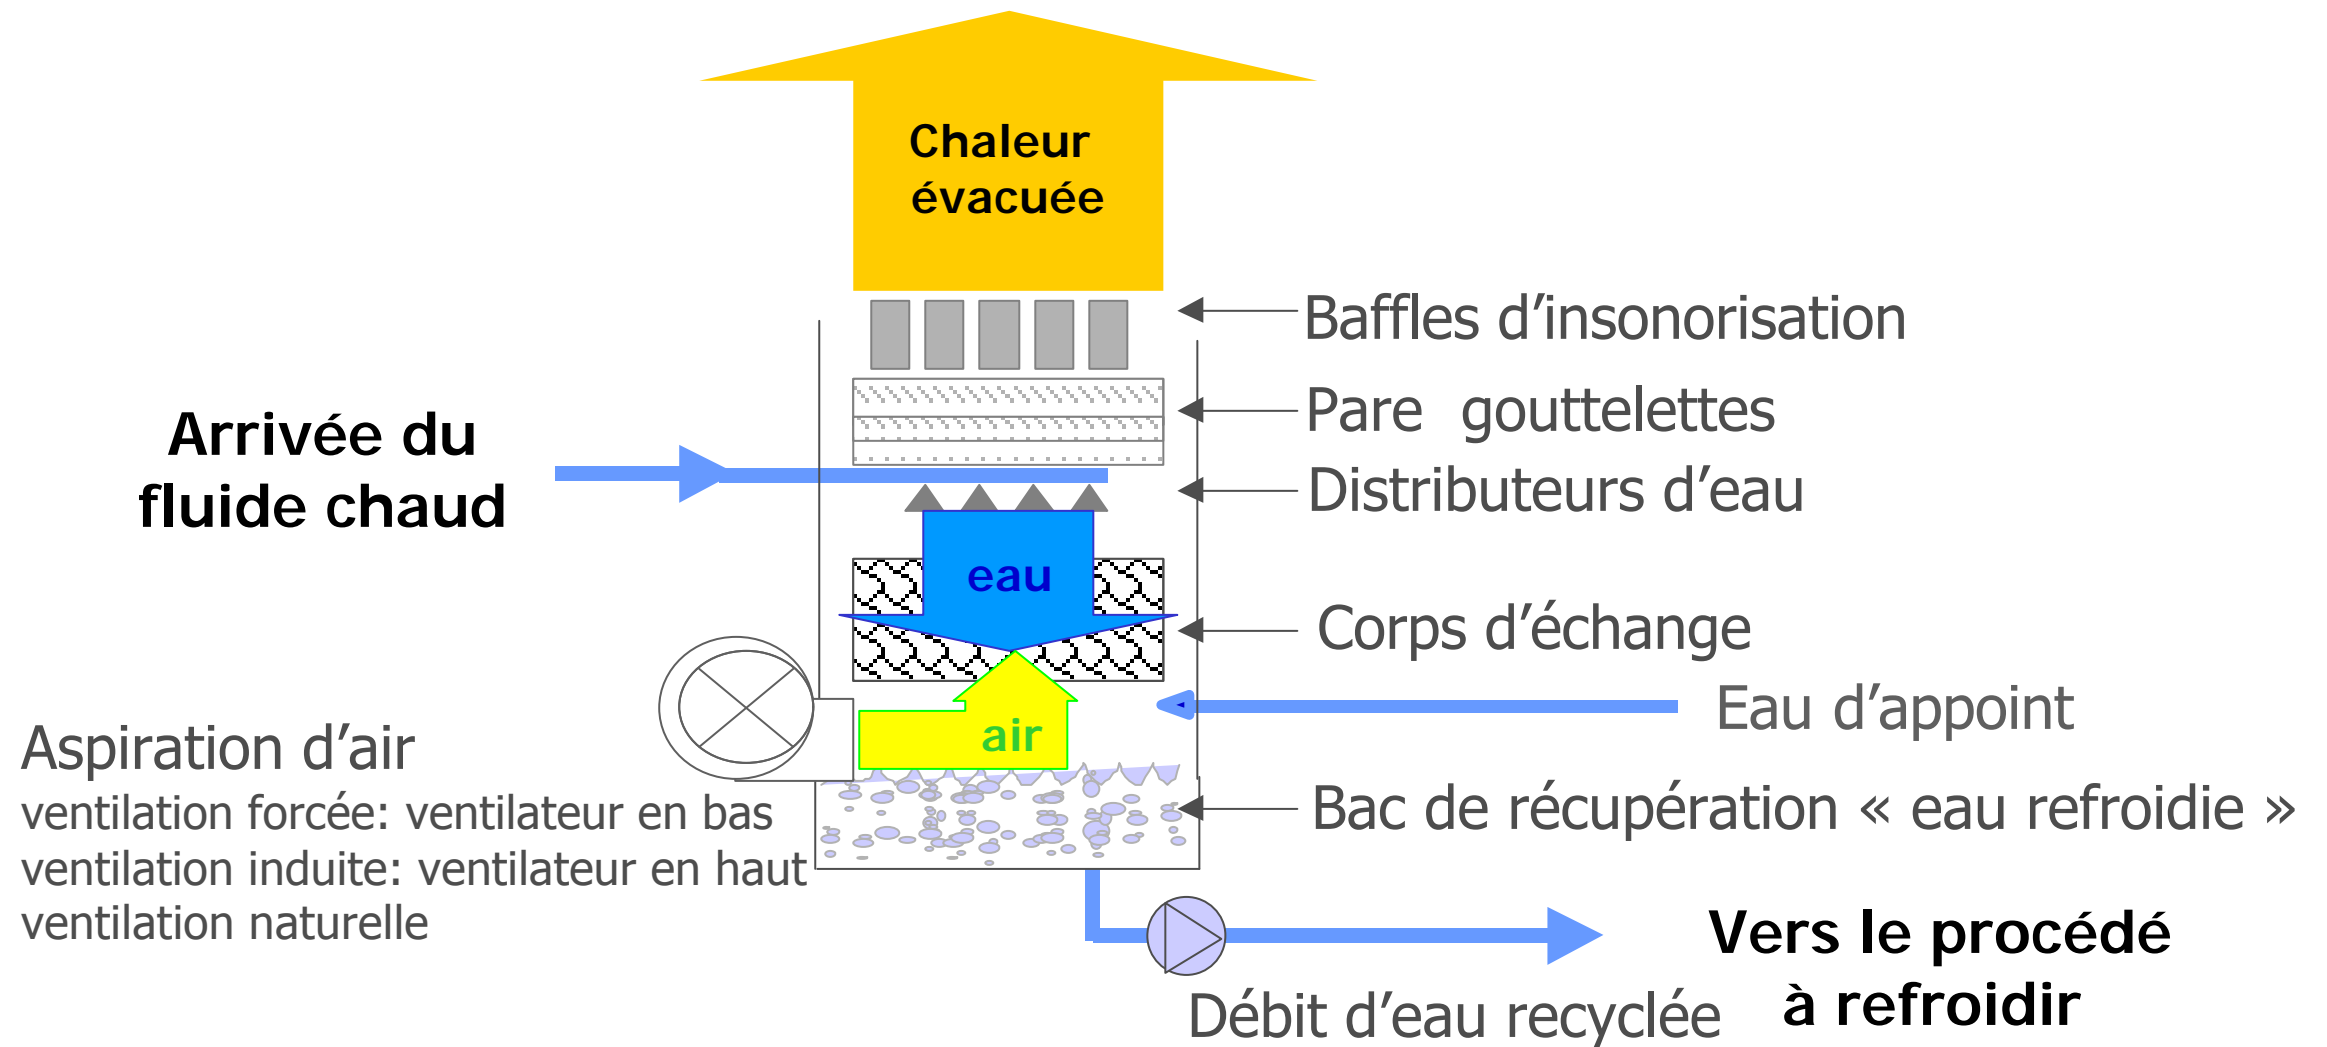 Chaleur
évacuée
Baffles d’insonorisation
Pare gouttelettes
Arrivée du
fluide chaud
Distributeurs d’eau
eau
Corps d’échange
Eau d’appoint
air
Aspiration d’air
ventilation forcée: ventilateur en bas
ventilation induite: ventilateur en haut
ventilation naturelle
Bac de récupération « eau refroidie »
Vers le procédé
à refroidir
Débit d’eau recyclée